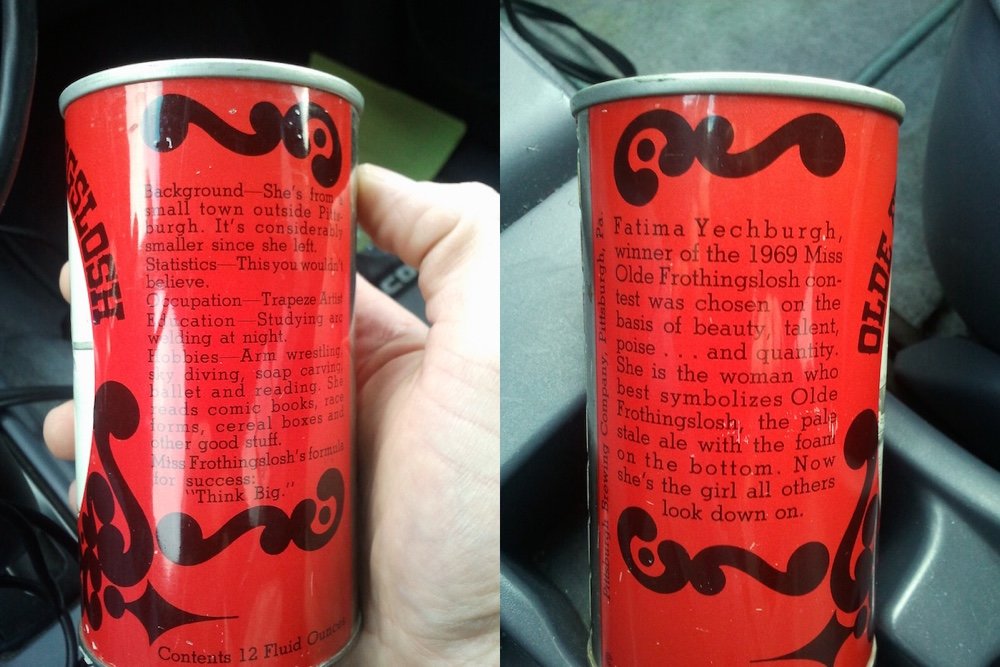 GSLOSH
Background—She's from a
small town outside Pitts-
burgh. It's considerably
smaller since she left.
Statistics—This you wouldn't
believe.
Occupation—Trapeze Artist
Education—Studying arc
welding at night.
Hobbies—Arm wrestling,
sky diving, soap carving,
ballet and reading. She
reads comic books, race
forms, cereal boxes and
other good stuff.
Miss Frothingslosh's formula
for success:
"Think Big."
Contents 12 Fluid Ounces
Fatima Yechburgh,
winner of the 1969 Miss
Olde Frothingslosh con-
test was chosen on the
basis of beauty, talent,
poise . . . and quantity.
She is the woman who
best symbolizes Olde
Frothingslosh, the pale
stale ale with the foam
on the bottom. Now
she's the girl all others
look down on.
OLDE
Pittsburgh Brewing Company, Pittsburgh, Pa.